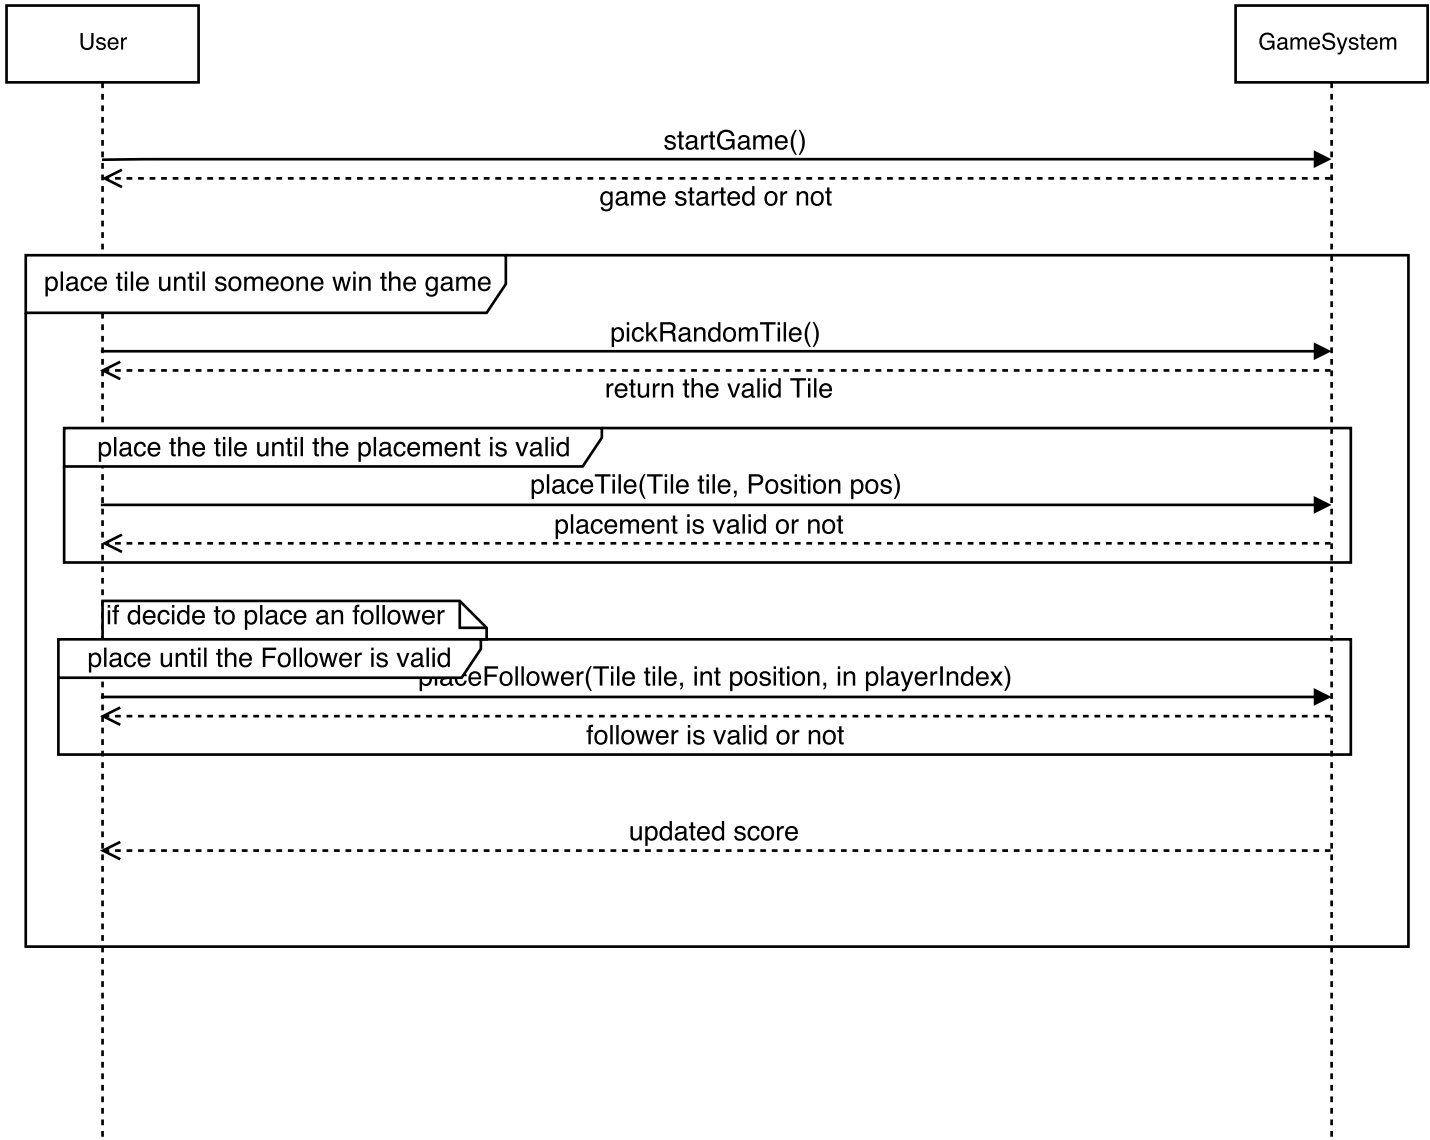 User
GameSystem
startGame()
game started or not
place tile until someone win the game
pickRandomTile()
return the valid Tile
place the tile until the placement is valid
placeTile(Tile tile, Position pos)
placement is valid or not
if decide to place an follower
place until the Follower is valid
placeFollower(Tile tile, int position, in playerIndex)
follower is valid or not
updated score